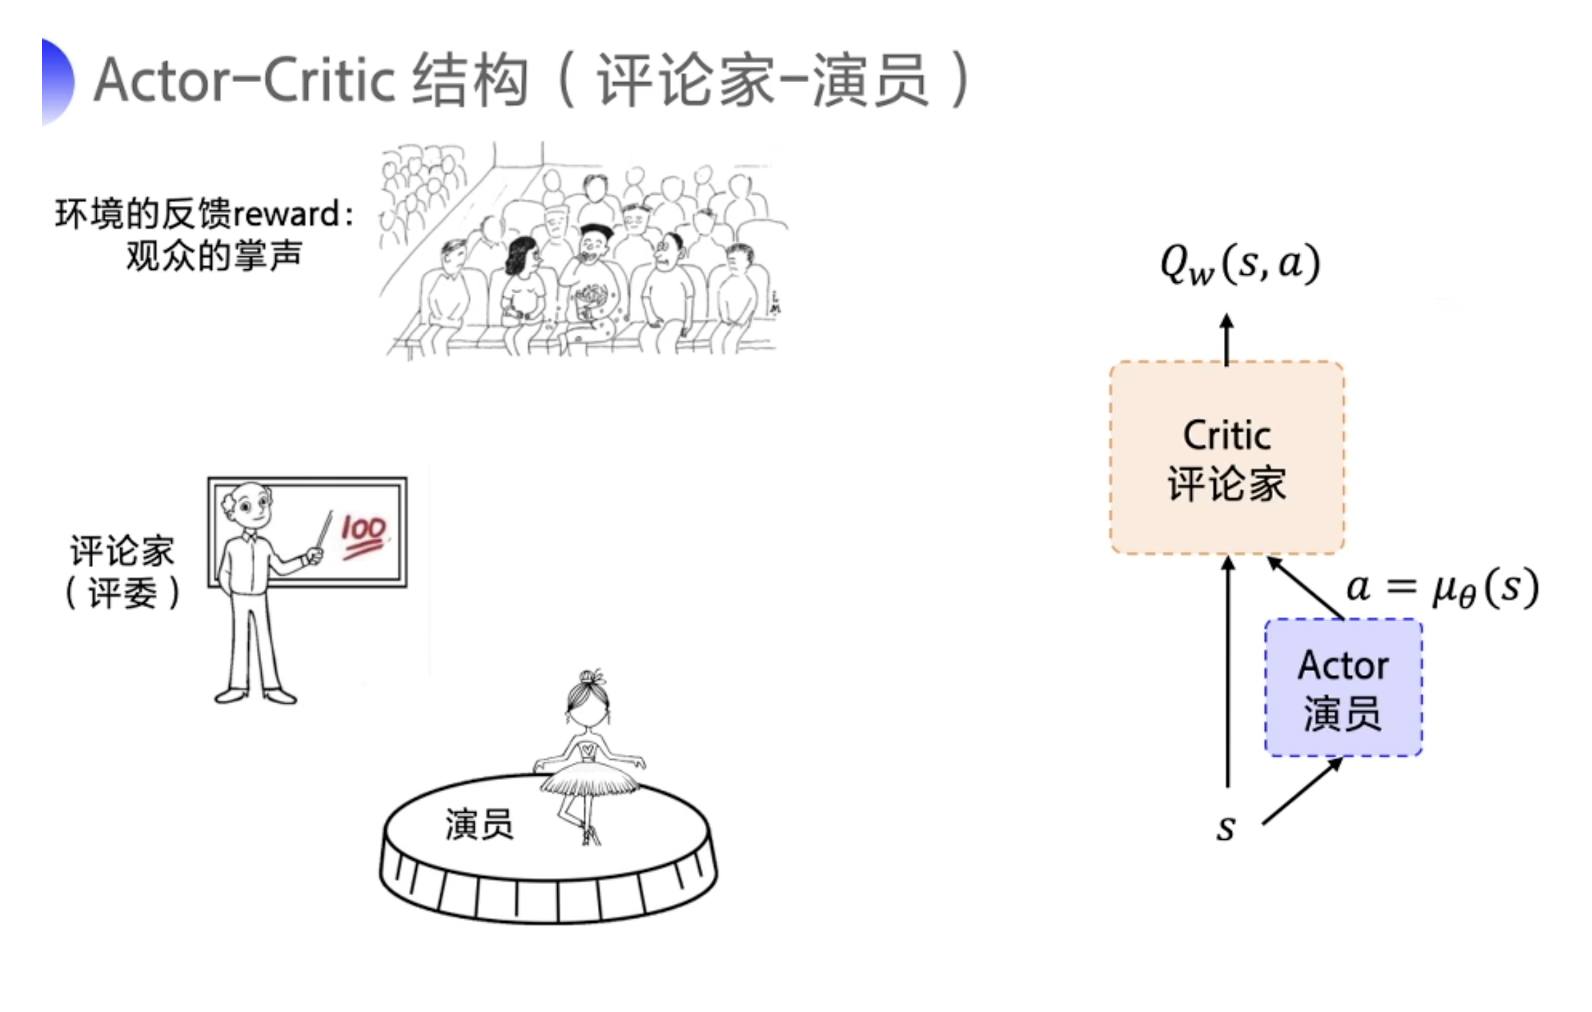 Actor-Critic 结构（评论家-演员）
环境的反馈reward：
观众的掌声
评论家
（评委）
100
演员
Q_w(s, a)
Critic
评论家
a = μ_θ(s)
Actor
演员
s